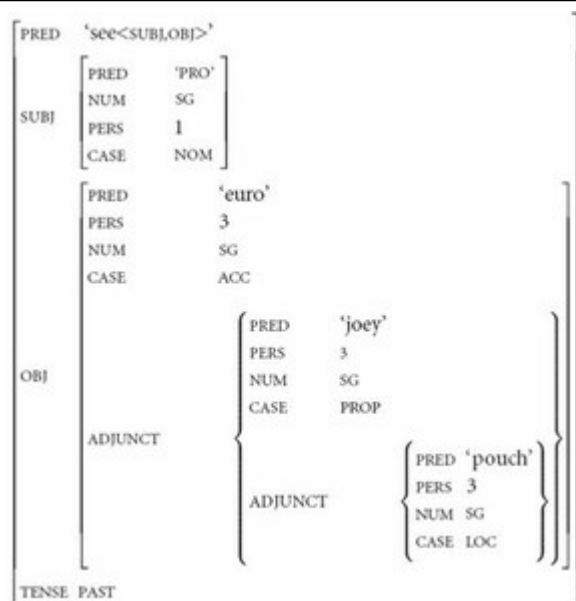 PRED ‘see<SUBJ,OBJ>’
PRED ‘PRO’
NUM SG
SUBJ
PERS 1
CASE NOM
PRED ‘euro’
PERS 3
NUM SG
CASE ACC
PRED ‘joey’
PERS 3
OBJ
NUM SG
CASE PROP
ADJUNCT
PRED ‘pouch’
PERS 3
ADJUNCT
NUM SG
CASE LOC
TENSE PAST